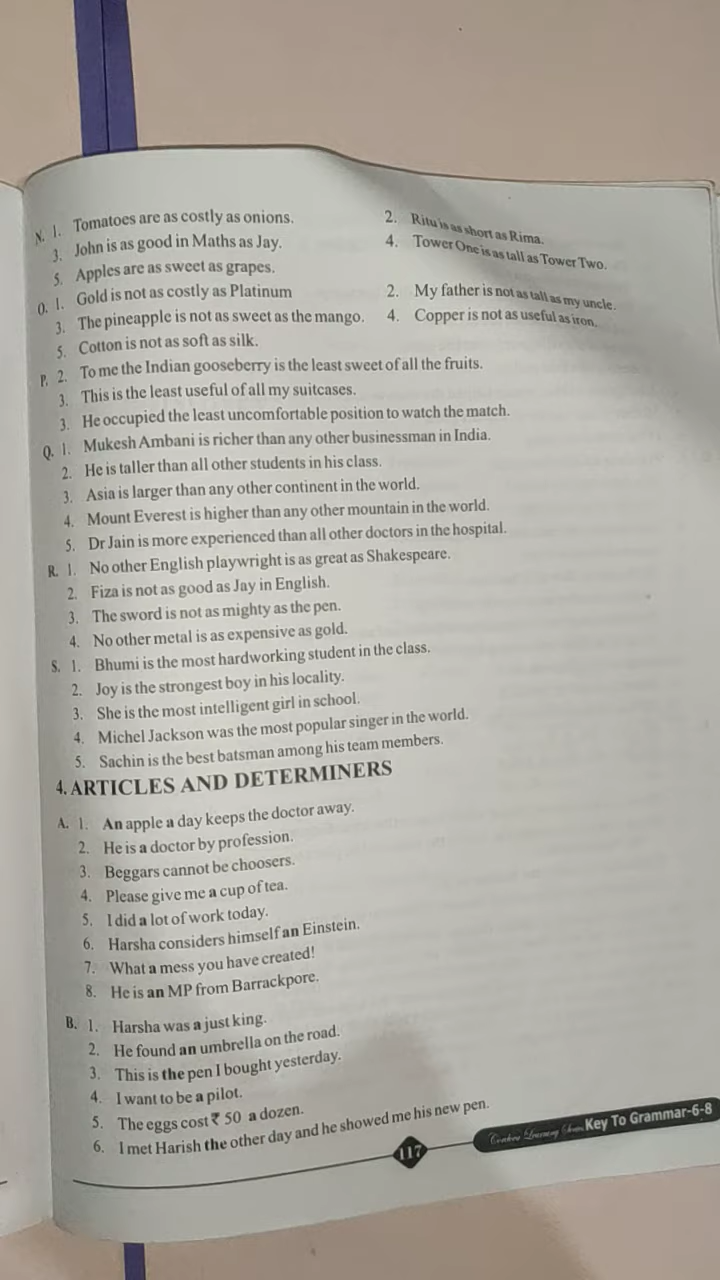 N. 1. Tomatoes are as costly as onions. 2. Ritu is as short as Rima.
3. John is as good in Maths as Jay. 4. Tower One is as tall as Tower Two.
5. Apples are as sweet as grapes.
O. 1. Gold is not as costly as Platinum 2. My father is not as tall as my uncle.
3. The pineapple is not as sweet as the mango. 4. Copper is not as useful as iron.
5. Cotton is not as soft as silk.
P. 2. To me the Indian gooseberry is the least sweet of all the fruits.
3. This is the least useful of all my suitcases.
3. He occupied the least uncomfortable position to watch the match.
Q. 1. Mukesh Ambani is richer than any other businessman in India.
2. He is taller than all other students in his class.
3. Asia is larger than any other continent in the world.
4. Mount Everest is higher than any other mountain in the world.
5. Dr Jain is more experienced than all other doctors in the hospital.
R. 1. No other English playwright is as great as Shakespeare.
2. Fiza is not as good as Jay in English.
3. The sword is not as mighty as the pen.
4. No other metal is as expensive as gold.
S. 1. Bhumi is the most hardworking student in the class.
2. Joy is the strongest boy in his locality.
3. She is the most intelligent girl in school.
4. Michel Jackson was the most popular singer in the world.
5. Sachin is the best batsman among his team members.
4. ARTICLES AND DETERMINERS
A. 1. An apple a day keeps the doctor away.
2. He is a doctor by profession.
3. Beggars cannot be choosers.
4. Please give me a cup of tea.
5. I did a lot of work today.
6. Harsha considers himself an Einstein.
7. What a mess you have created!
8. He is an MP from Barrackpore.
B. 1. Harsha was a just king.
2. He found an umbrella on the road.
3. This is the pen I bought yesterday.
4. I want to be a pilot.
5. The eggs cost ₹ 50 a dozen.
6. I met Harish the other day and he showed me his new pen.
117 Learning Key To Grammar-6-8